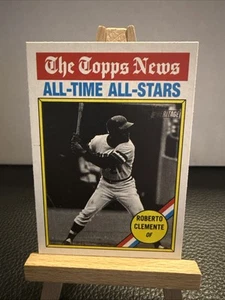 The Topps News
ALL-TIME ALL-STARS
ROBERTO
CLEMENTE
OF